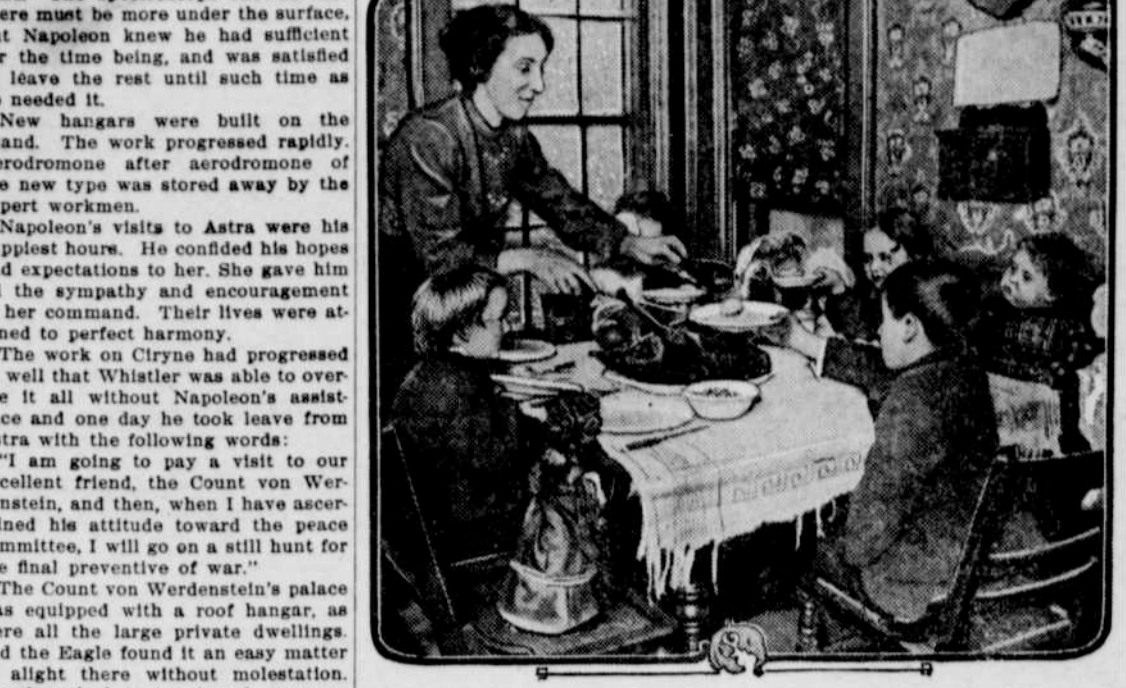 ere must be more under the surface,
t Napoleon knew he had sufficient
r the time being, and was satisfied
leave the rest until such time as
needed it.
New hangars were built on the
and. The work progressed rapidly.
erodromone after aerodromone of
e new type was stored away by the
pert workmen.
Napoleon's visits to Astra were his
ppiest hours. He confided his hopes
d expectations to her. She gave him
the sympathy and encouragement
her command. Their lives were at-
ned to perfect harmony.
The work on Ciryne had progressed
well that Whistler was able to over-
e it all without Napoleon's assist-
ce and one day he took leave from
stra with the following words:
"I am going to pay a visit to our
cellent friend, the Count von Wer-
nstein, and then, when I have ascer-
ined his attitude toward the peace
mmittee, I will go on a still hunt for
e final preventive of war."
The Count von Werdenstein's palace
as equipped with a roof hangar, as
ere all the large private dwellings.
d the Eagle found it an easy matter
alight there without molestation.